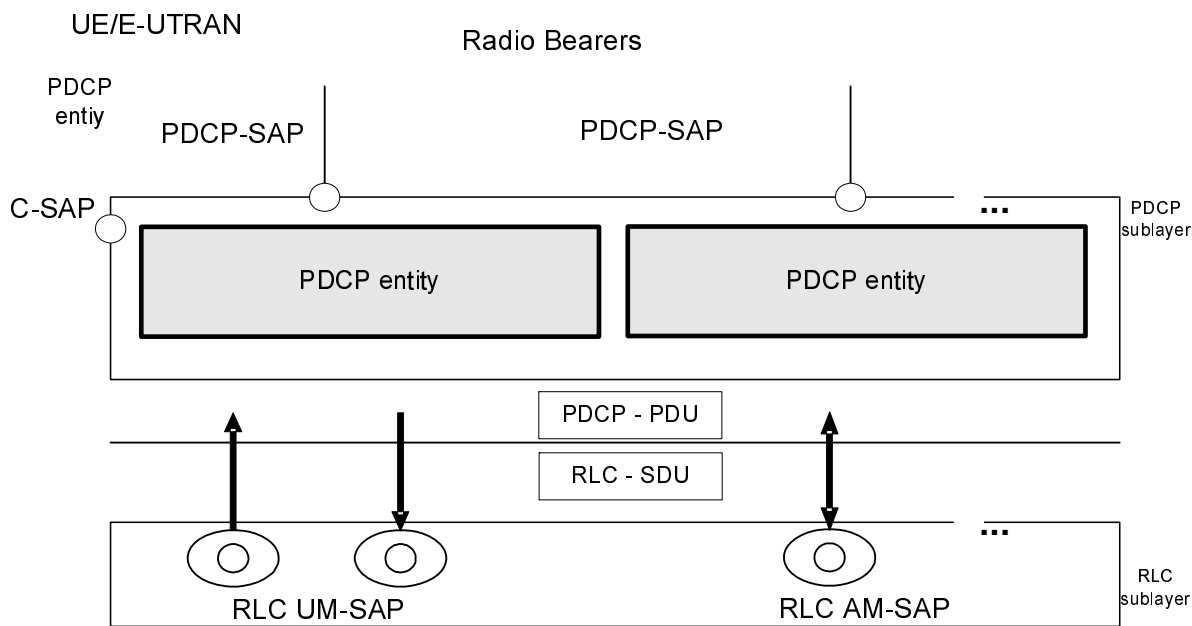 UE/E-UTRAN
Radio Bearers
PDCP
entiy
PDCP-SAP
PDCP-SAP
C-SAP
...
PDCP
sublayer
PDCP entity
PDCP entity
PDCP - PDU
RLC - SDU
...
RLC UM-SAP
RLC AM-SAP
RLC
sublayer